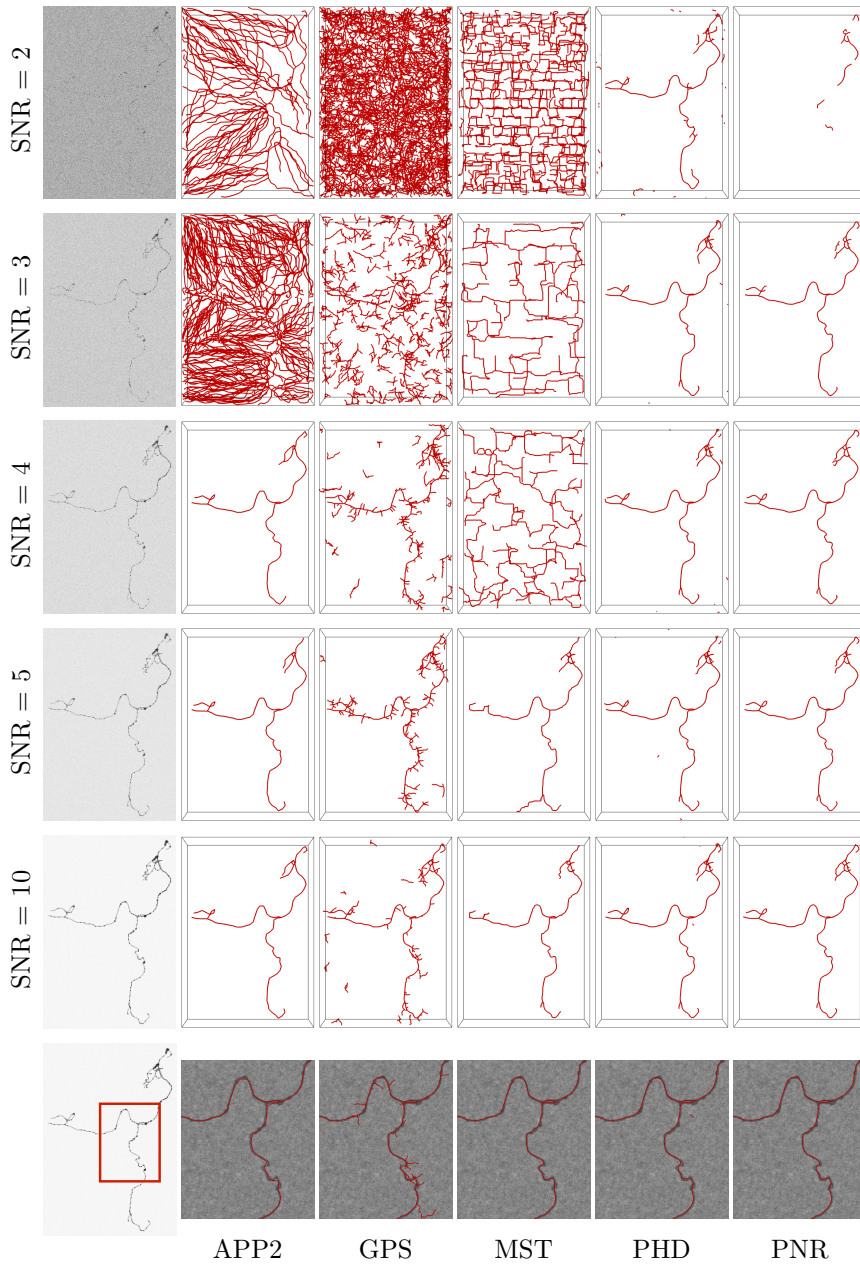 SNR = 2
SNR = 3
SNR = 4
SNR = 5
SNR = 10
APP2 GPS MST PHD PNR